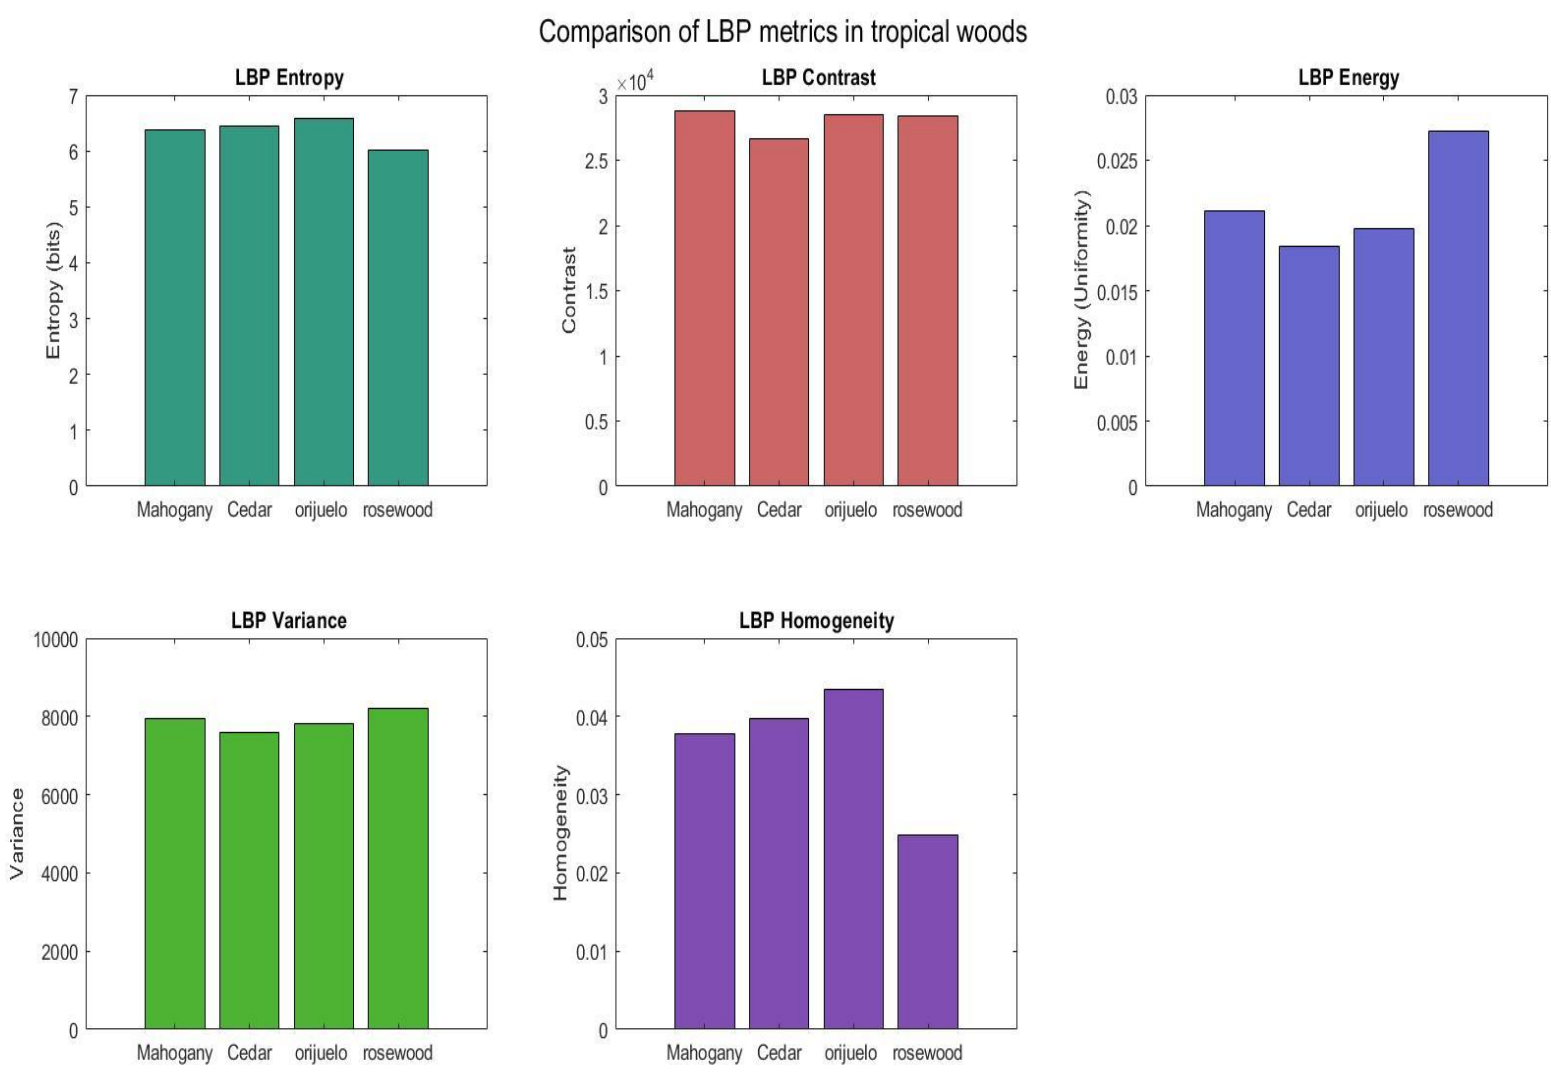 Comparison of LBP metrics in tropical woods
LBP Entropy
7
6
5
4
3
2
1
0
Entropy (bits)
Mahogany Cedar orijuelo rosewood
LBP Contrast
×10⁴
3
2.5
2
1.5
1
0.5
0
Contrast
Mahogany Cedar orijuelo rosewood
LBP Energy
0.03
0.025
0.02
0.015
0.01
0.005
0
Energy (Uniformity)
Mahogany Cedar orijuelo rosewood
LBP Variance
10000
8000
6000
4000
2000
0
Variance
Mahogany Cedar orijuelo rosewood
LBP Homogeneity
0.05
0.04
0.03
0.02
0.01
0
Homogeneity
Mahogany Cedar orijuelo rosewood